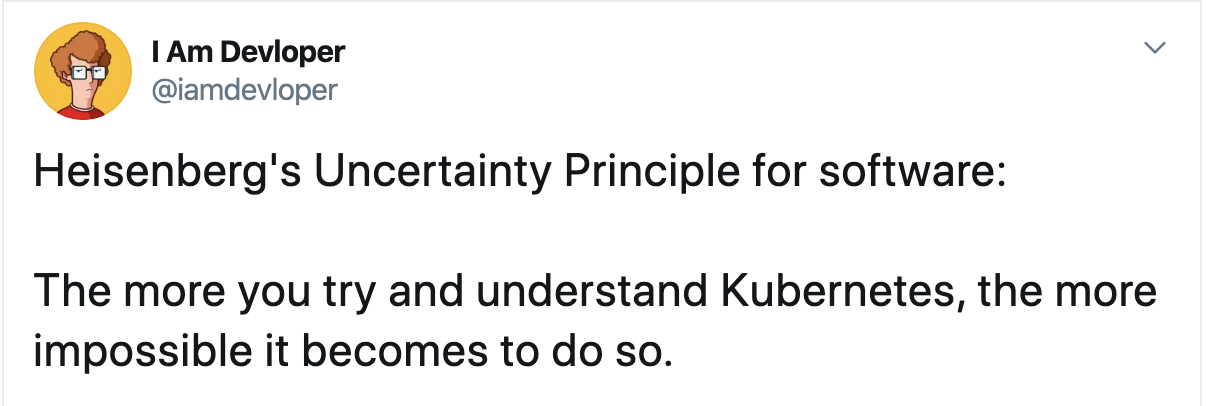 I Am Devloper
@iamdevloper
Heisenberg's Uncertainty Principle for software:
The more you try and understand Kubernetes, the more
impossible it becomes to do so.